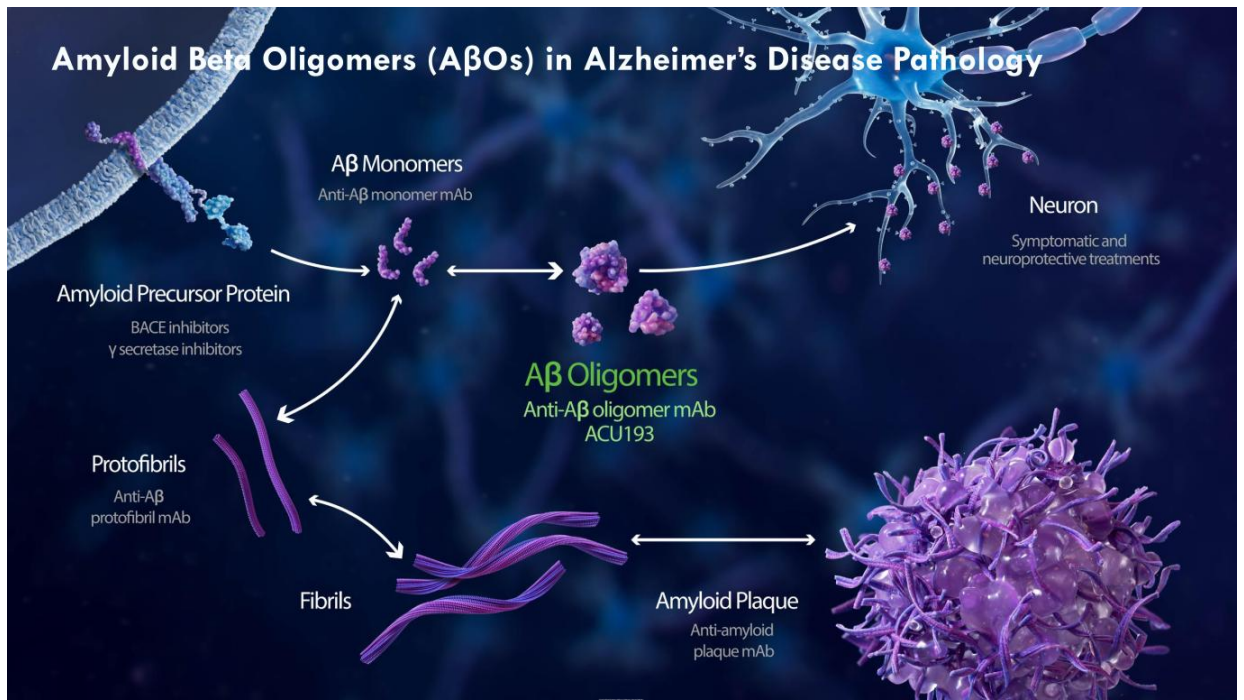 Amyloid Beta Oligomers (AβOs) in Alzheimer’s Disease Pathology
Aβ Monomers
Anti-Aβ monomer mAb
Neuron
Symptomatic and
neuroprotective treatments
Amyloid Precursor Protein
BACE inhibitors
γ secretase inhibitors
Aβ Oligomers
Anti-Aβ oligomer mAb
ACU193
Protofibrils
Anti-Aβ
protofibril mAb
Fibrils
Amyloid Plaque
Anti-amyloid
plaque mAb